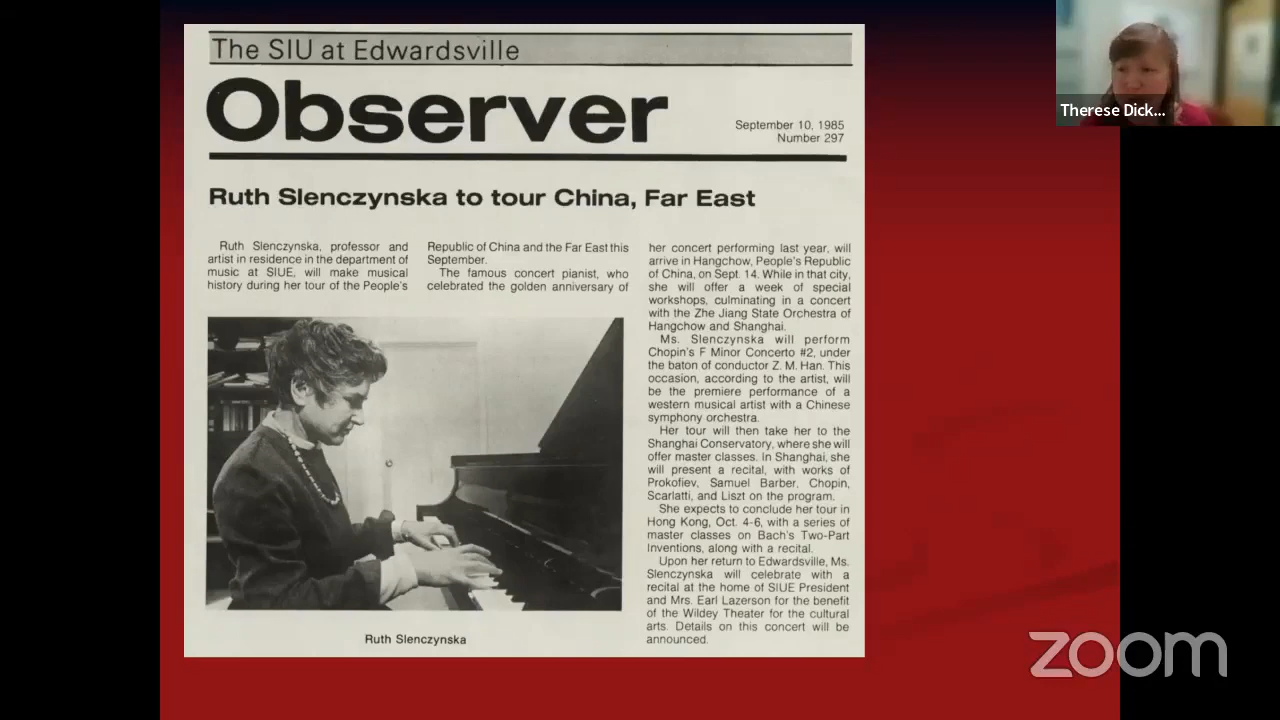 The SIU at Edwardsville
Observer
September 10, 1985
Number 297
Ruth Slenczynska to tour China, Far East
Ruth Slenczynska, professor and
artist in residence in the department of
music at SIUE, will make musical
history during her tour of the People's
Republic of China and the Far East this
September.
The famous concert pianist, who
celebrated the golden anniversary of
her concert performing last year, will
arrive in Hangchow, People's Republic
of China, on Sept. 14. While in that city,
she will offer a week of special
workshops, culminating in a concert
with the Zhe Jiang State Orchestra of
Hangchow and Shanghai.
Ms. Slenczynska will perform
Chopin's F Minor Concerto #2, under
the baton of conductor Z. M. Han. This
occasion, according to the artist, will
be the premiere performance of a
western musical artist with a Chinese
symphony orchestra.
Her tour will then take her to the
Shanghai Conservatory, where she will
offer master classes. In Shanghai, she
will present a recital, with works of
Prokofiev, Samuel Barber, Chopin,
Scarlatti, and Liszt on the program.
She expects to conclude her tour in
Hong Kong, Oct. 4-6, with a series of
master classes on Bach's Two-Part
Inventions, along with a recital.
Upon her return to Edwardsville, Ms.
Slenczynska will celebrate with a
recital at the home of SIUE President
and Mrs. Earl Lazerson for the benefit
of the Wildey Theater for the cultural
arts. Details on this concert will be
announced.
Ruth Slenczynska
Therese Dick...
zoom